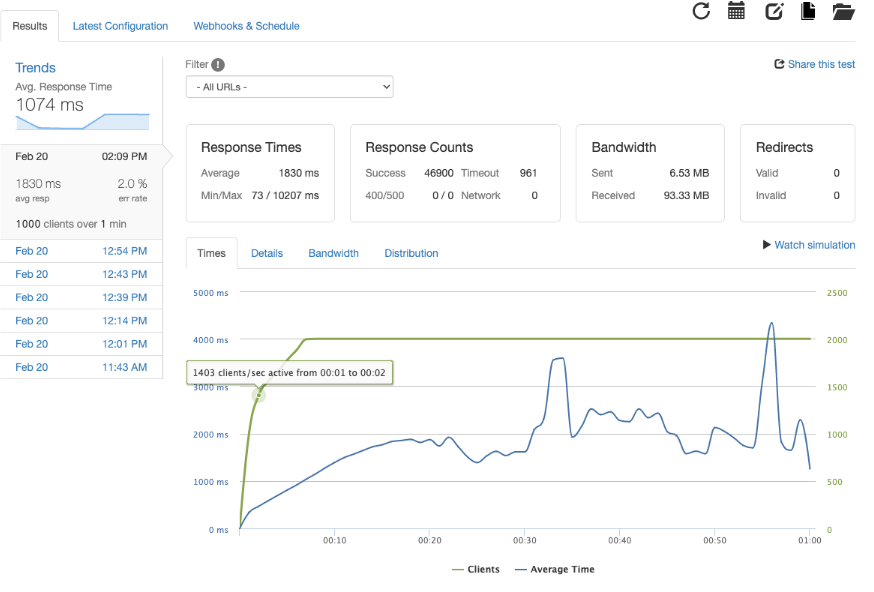 Results Latest Configuration Webhooks & Schedule
Trends
Avg. Response Time
1074 ms
Feb 20 02:09 PM
1830 ms 2.0 %
avg resp err rate
1000 clients over 1 min
Feb 20 12:54 PM
Feb 20 12:43 PM
Feb 20 12:39 PM
Feb 20 12:14 PM
Feb 20 12:01 PM
Feb 20 11:43 AM
Filter !
- All URLs -
Share this test
Response Times
Average 1830 ms
Min/Max 73 / 10207 ms
Response Counts
Success 46900 Timeout 961
400/500 0 / 0 Network 0
Bandwidth
Sent 6.53 MB
Received 93.33 MB
Redirects
Valid 0
Invalid 0
Times Details Bandwidth Distribution
Watch simulation
5000 ms 2500
4000 ms 2000
1403 clients/sec active from 00:01 to 00:02
3000 ms 1500
2000 ms 1000
1000 ms 500
0 ms 0
00:10 00:20 00:30 00:40 00:50 01:00
Clients Average Time